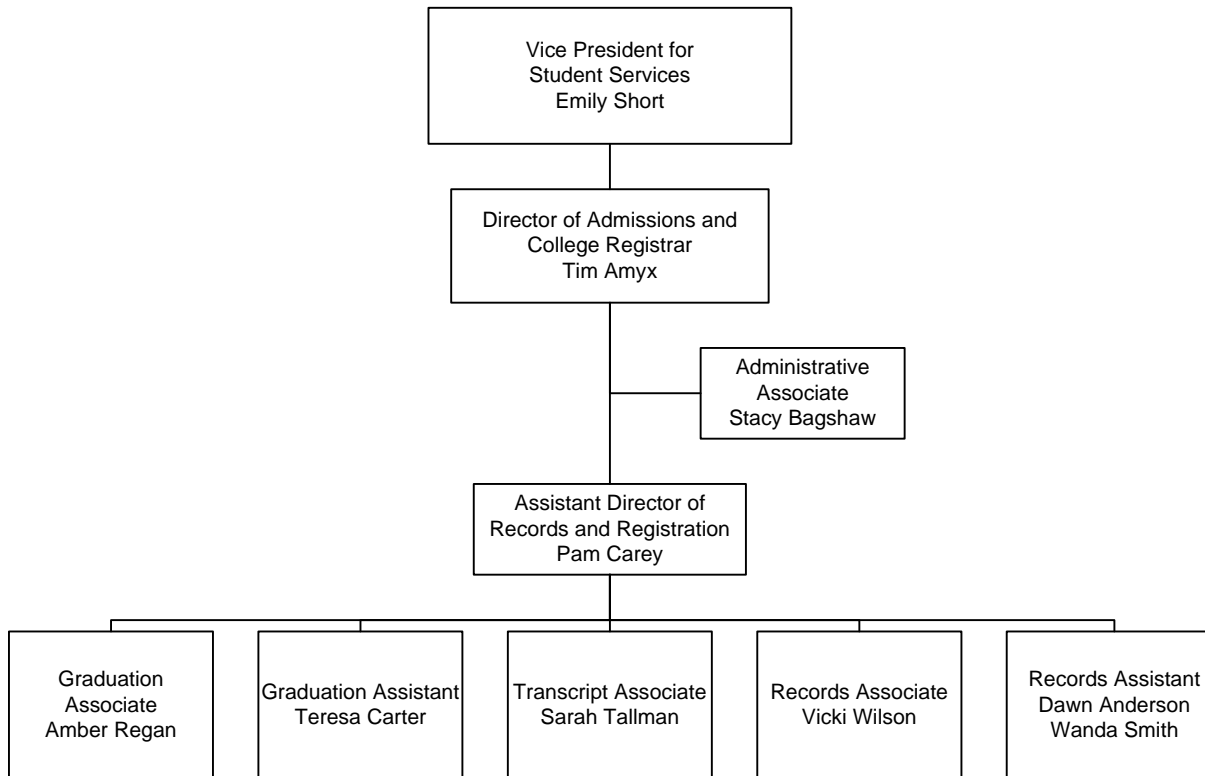 Vice President for
Student Services
Emily Short
Director of Admissions and
College Registrar
Tim Amyx
Administrative
Associate
Stacy Bagshaw
Assistant Director of
Records and Registration
Pam Carey
Graduation
Associate
Amber Regan
Graduation Assistant
Teresa Carter
Transcript Associate
Sarah Tallman
Records Associate
Vicki Wilson
Records Assistant
Dawn Anderson
Wanda Smith